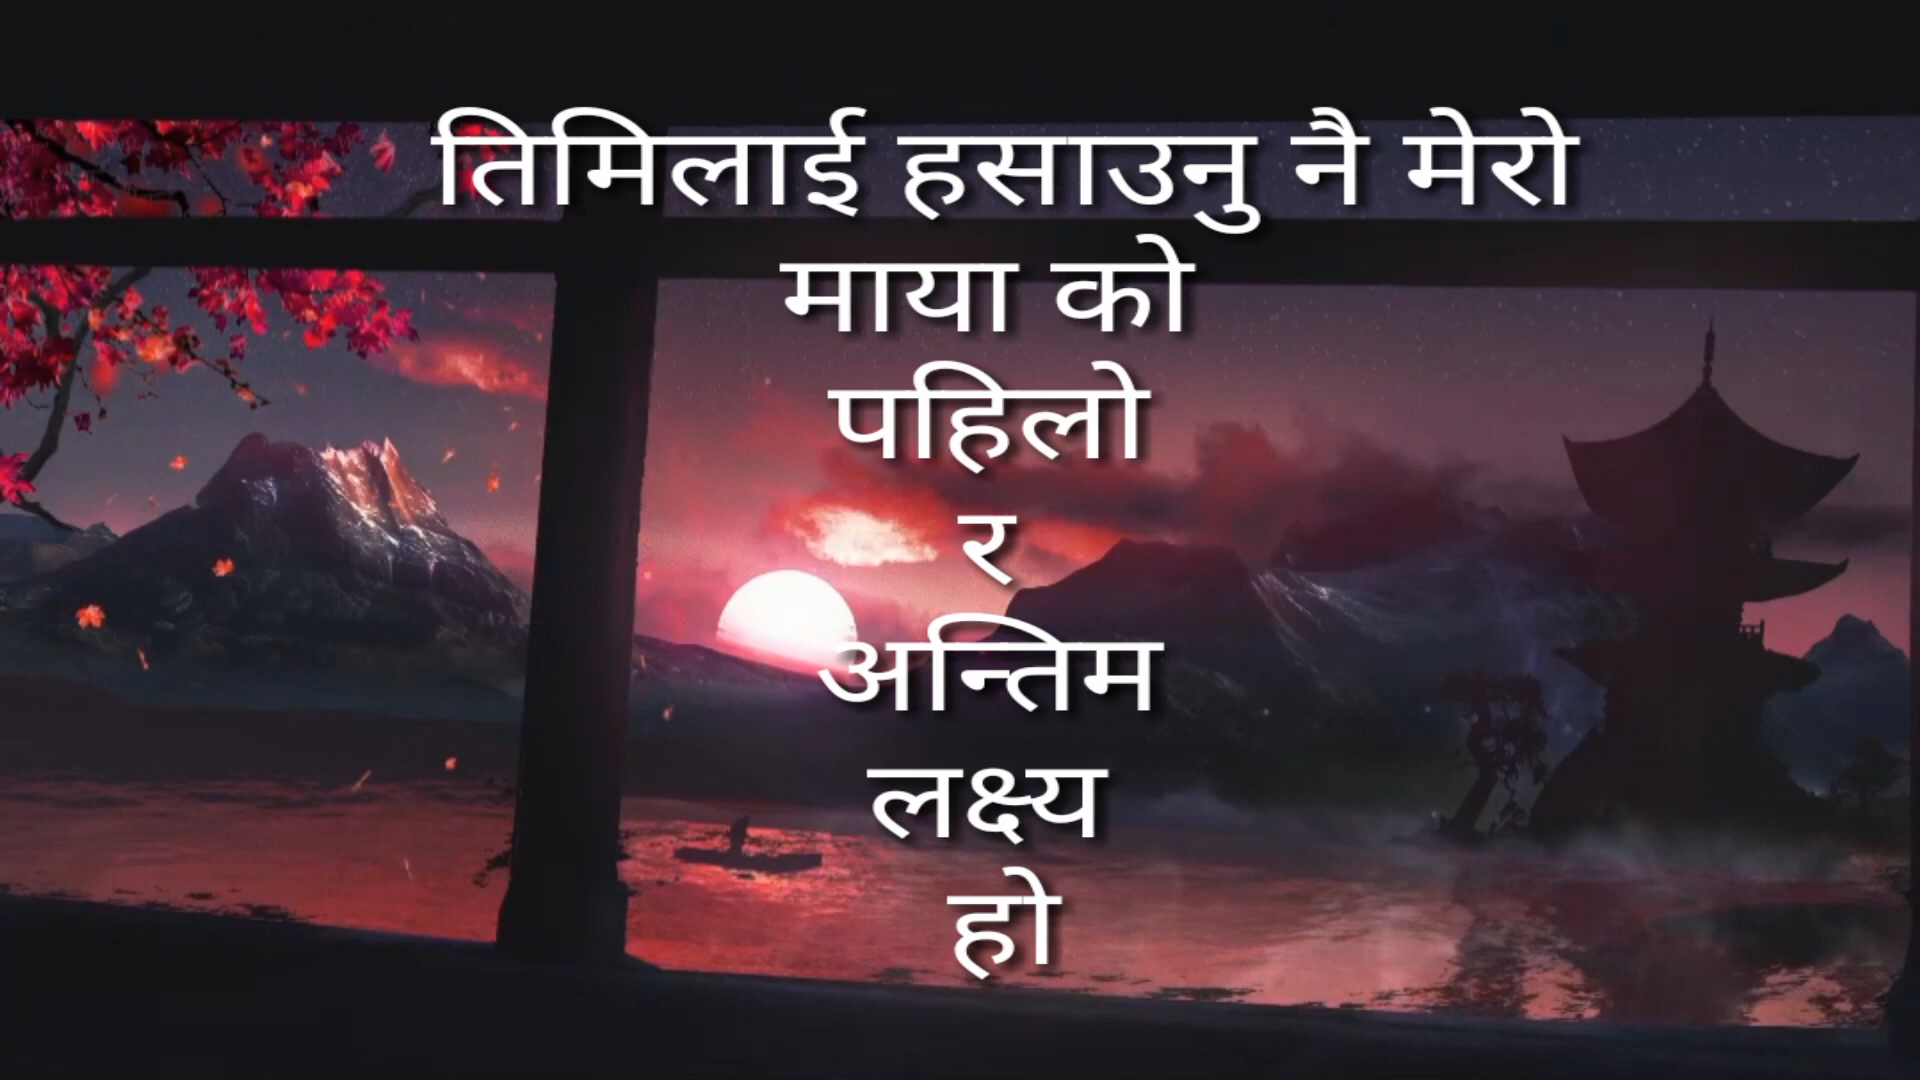 तिमिलाई हसाउनु नै मेरो
माया को
पहिलो
र
अन्तिम
लक्ष्य
हो